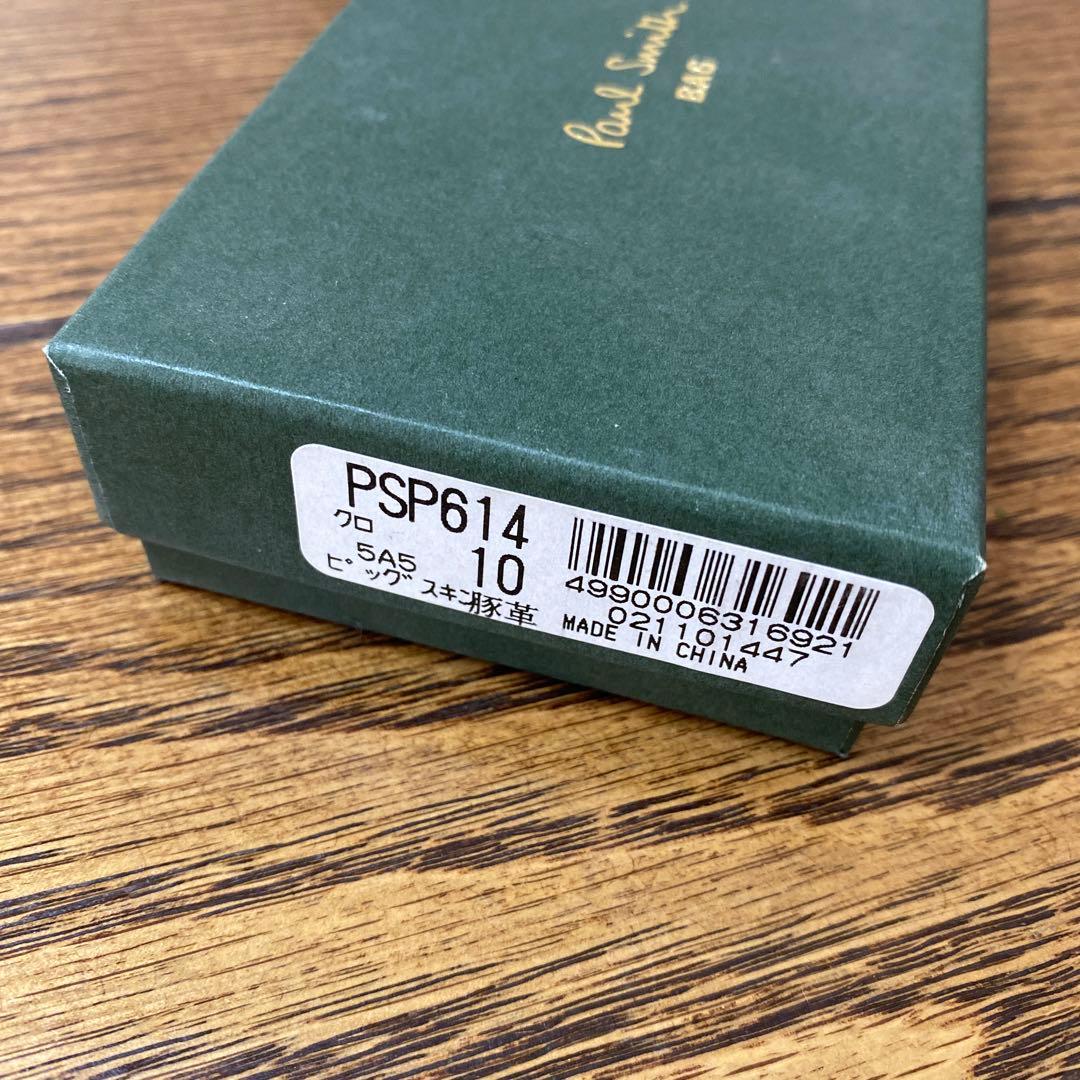 Paul Smith
BAG
PSP614
クロ
5A5 10
ピッグスキン豚革
4990006316921
021101447
MADE IN CHINA